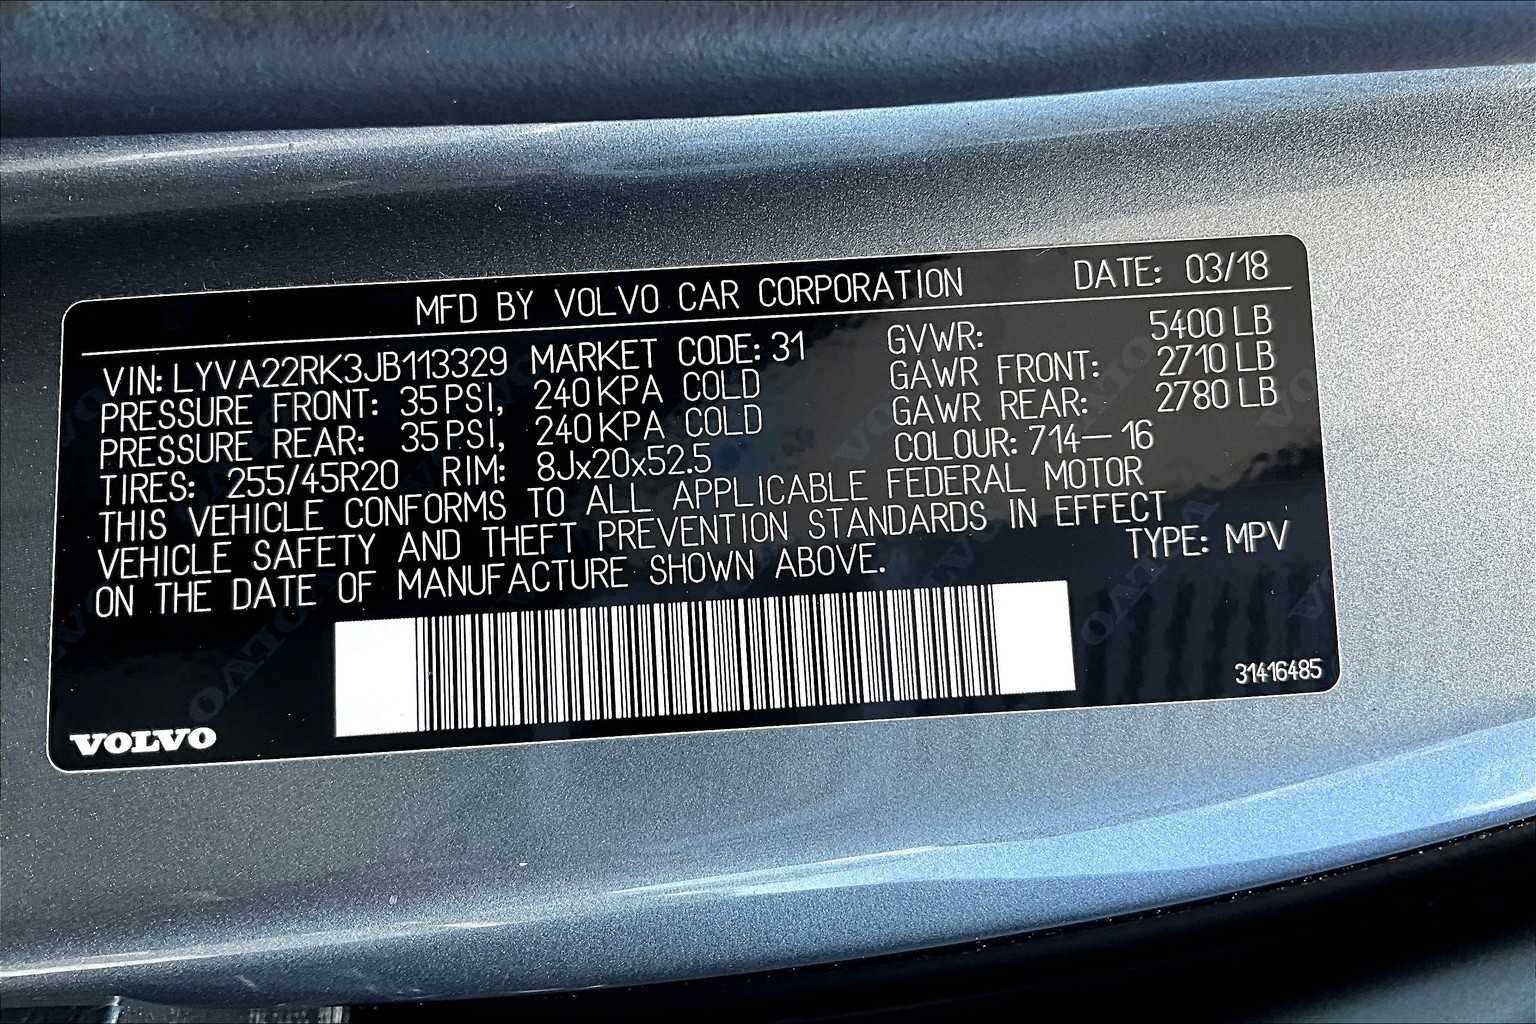 MFD BY VOLVO CAR CORPORATION DATE: 03/18
VIN: LYVA22RK3JB113329 MARKET CODE: 31 GVWR: 5400 LB
PRESSURE FRONT: 35 PSI, 240 KPA COLD GAWR FRONT: 2710 LB
PRESSURE REAR: 35 PSI, 240 KPA COLD GAWR REAR: 2780 LB
TIRES: 255/45R20 RIM: 8Jx20x52.5 COLOUR: 714-16
THIS VEHICLE CONFORMS TO ALL APPLICABLE FEDERAL MOTOR
VEHICLE SAFETY AND THEFT PREVENTION STANDARDS IN EFFECT
ON THE DATE OF MANUFACTURE SHOWN ABOVE. TYPE: MPV
31416485
VOLVO